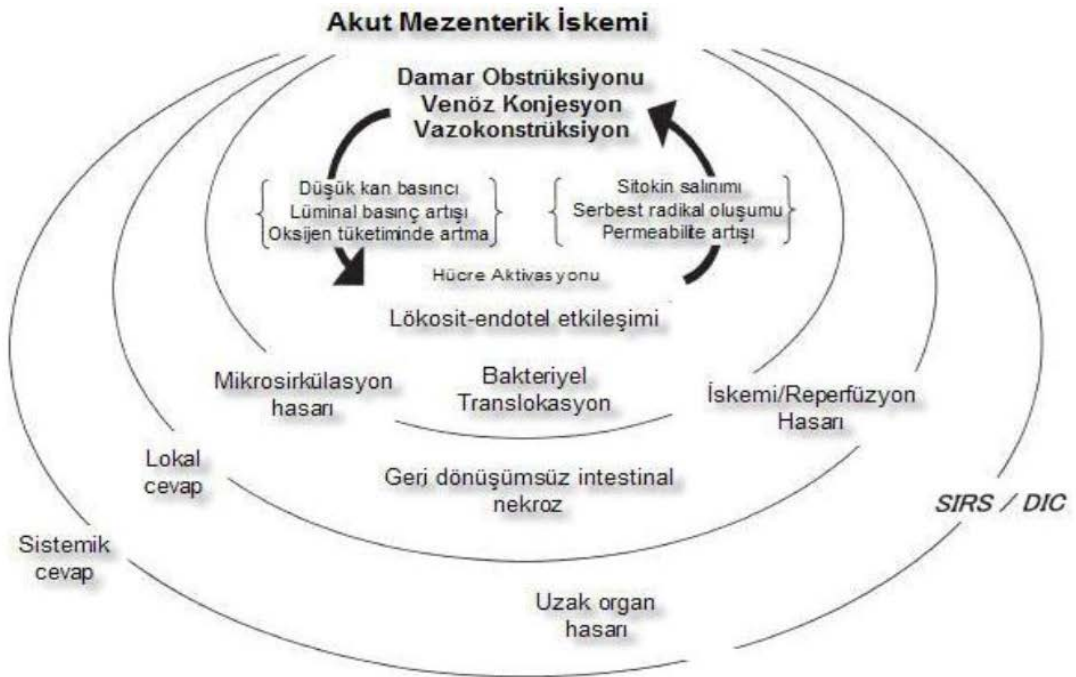 Akut Mezenterik İskemi
Damar Obstrüksiyonu
Venöz Konjesyon
Vazokonstrüksiyon
Düşük kan basıncı
Lüminal basınç artışı
Oksijen tüketiminde artma
Sitokin salınımı
Serbest radikal oluşumu
Permeabilite artışı
Hücre Aktivasyonu
Lökosit-endotel etkileşimi
Mikrosirkülasyon
hasarı
Bakteriyel
Translokasyon
İskemi/Reperfüzyon
Hasarı
Lokal
cevap
Geri dönüşümsüz intestinal
nekroz
SIRS / DIC
Sistemik
cevap
Uzak organ
hasarı